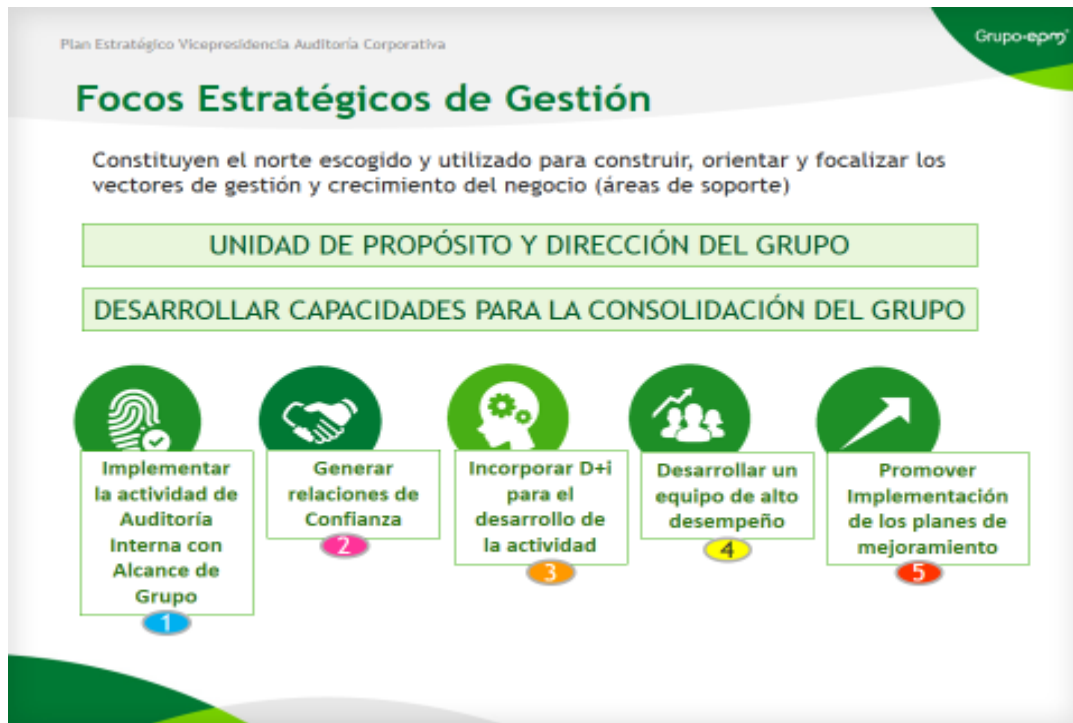 Plan Estratégico Vicepresidencia Auditoría Corporativa
Grupo-epm®
Focos Estratégicos de Gestión
Constituyen el norte escogido y utilizado para construir, orientar y focalizar los
vectores de gestión y crecimiento del negocio (áreas de soporte)
UNIDAD DE PROPÓSITO Y DIRECCIÓN DEL GRUPO
DESARROLLAR CAPACIDADES PARA LA CONSOLIDACIÓN DEL GRUPO
Implementar
la actividad de
Auditoría
Interna con
Alcance de
Grupo
1
Generar
relaciones de
Confianza
2
Incorporar D+i
para el
desarrollo de
la actividad
3
Desarrollar un
equipo de alto
desempeño
4
Promover
Implementación
de los planes de
mejoramiento
5